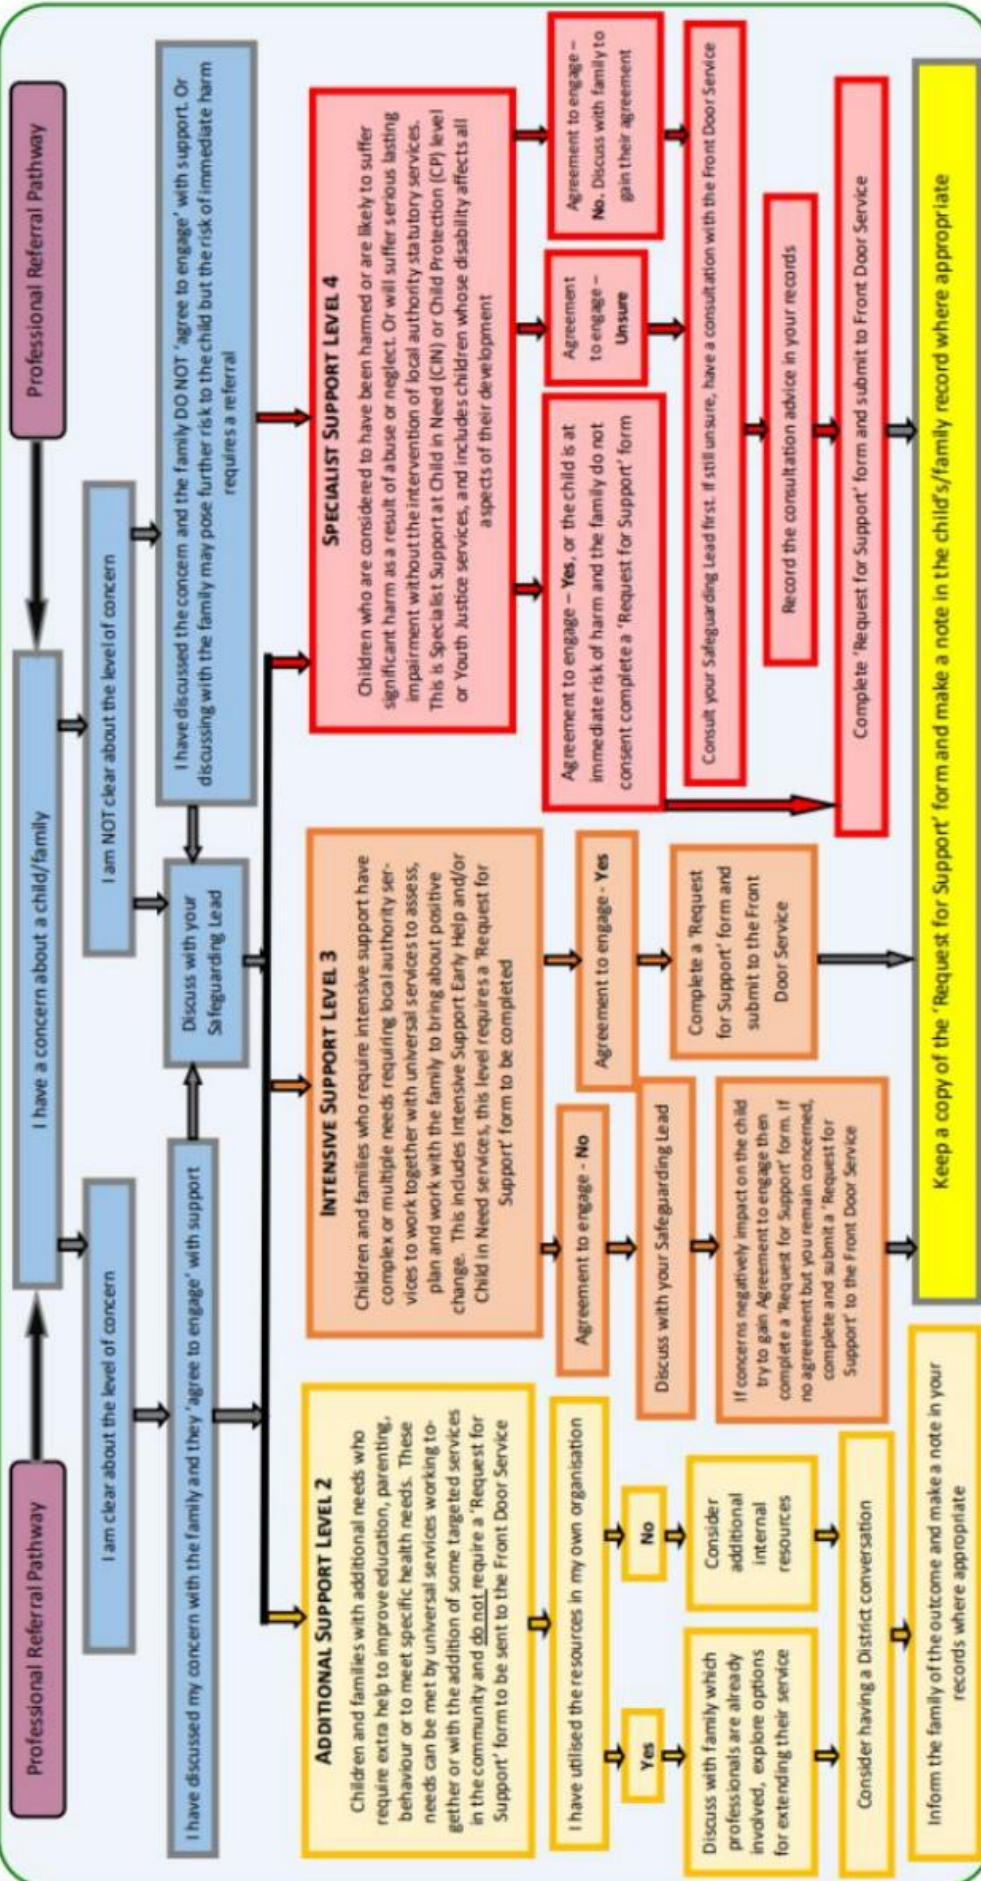 Professional Referral Pathway
I have a concern about a child/family
Professional Referral Pathway
I am clear about the level of concern
I am NOT clear about the level of concern
I have discussed my concern with the family and they 'agree to engage' with support
Discuss with your
Safeguarding Lead
I have discussed the concern and the family DO NOT 'agree to engage' with support. Or
discussing with the family may pose further risk to the child but the risk of immediate harm
requires a referral
ADDITIONAL SUPPORT LEVEL 2
Children and families with additional needs who
require extra help to improve education, parenting,
behaviour or to meet specific health needs. These
needs can be met by universal services working to-
gether or with the addition of some targeted services
in the community and do not require a 'Request for
Support' form to be sent to the Front Door Service
I have utilised the resources in my own organisation
Yes
No
Discuss with family which
professionals are already
involved, explore options
for extending their service
Consider
additional
internal
resources
Consider having a District conversation
Inform the family of the outcome and make a note in your
records where appropriate
INTENSIVE SUPPORT LEVEL 3
Children and families who require intensive support have
complex or multiple needs requiring local authority ser-
vices to work together with universal services to assess,
plan and work with the family to bring about positive
change. This includes Intensive Support Early Help and/or
Child in Need services, this level requires a 'Request for
Support' form to be completed
Agreement to engage - No
Agreement to engage - Yes
Discuss with your Safeguarding Lead
Complete a 'Request
for Support' form and
submit to the Front
Door Service
If concerns negatively impact on the child
try to gain Agreement to engage then
complete a 'Request for Support' form. If
no agreement but you remain concerned,
complete and submit a 'Request for
Support' to the Front Door Service
SPECIALIST SUPPORT LEVEL 4
Children who are considered to have been harmed or are likely to suffer
significant harm as a result of abuse or neglect. Or will suffer serious lasting
impairment without the intervention of local authority statutory services.
This is Specialist Support at Child in Need (CIN) or Child Protection (CP) level
or Youth Justice services, and includes children whose disability affects all
aspects of their development
Agreement to engage – Yes, or the child is at
immediate risk of harm and the family do not
consent complete a 'Request for Support' form
Agreement
to engage –
Unsure
Agreement to engage –
No. Discuss with family to
gain their agreement
Consult your Safeguarding Lead first. If still unsure, have a consultation with the Front Door Service
Record the consultation advice in your records
Complete 'Request for Support' form and submit to Front Door Service
Keep a copy of the 'Request for Support' form and make a note in the child's/family record where appropriate